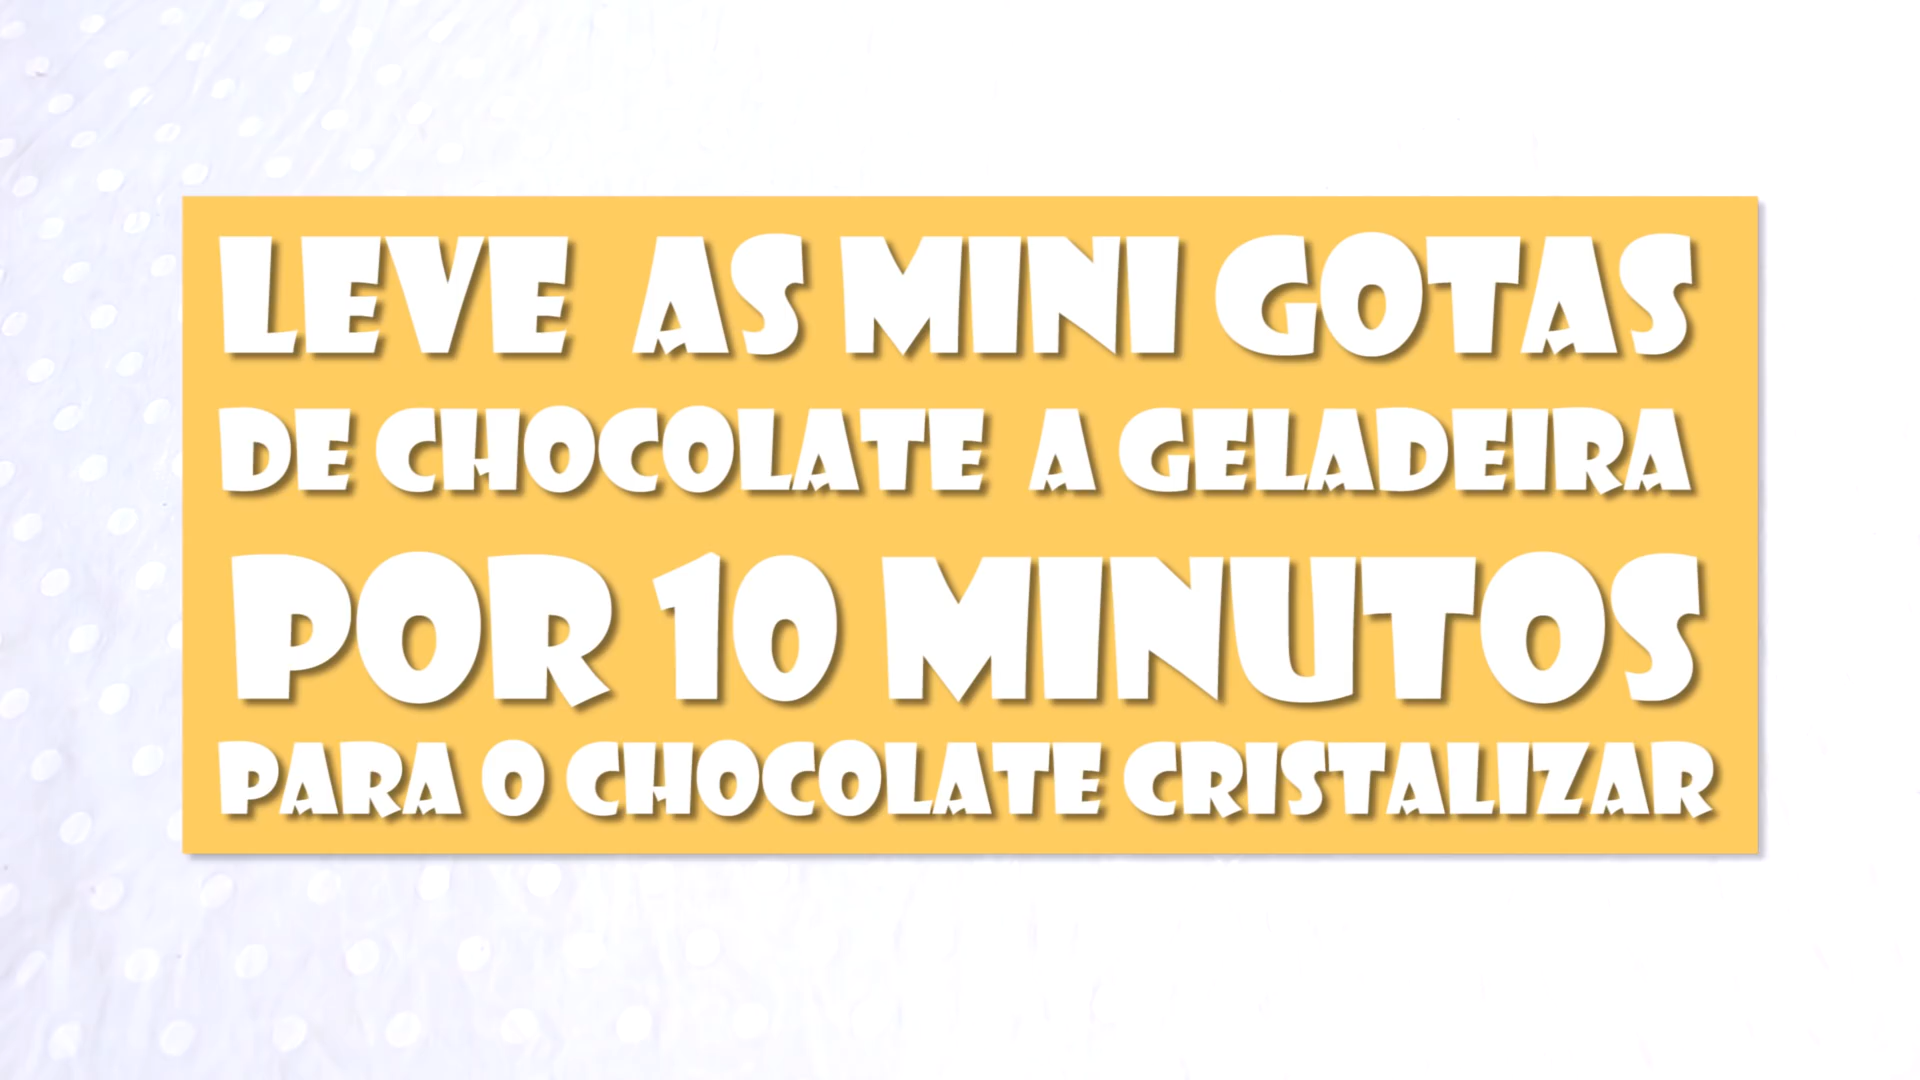 LEVE AS MINI GOTAS
DE CHOCOLATE A GELADEIRA
POR 10 MINUTOS
PARA O CHOCOLATE CRISTALIZAR